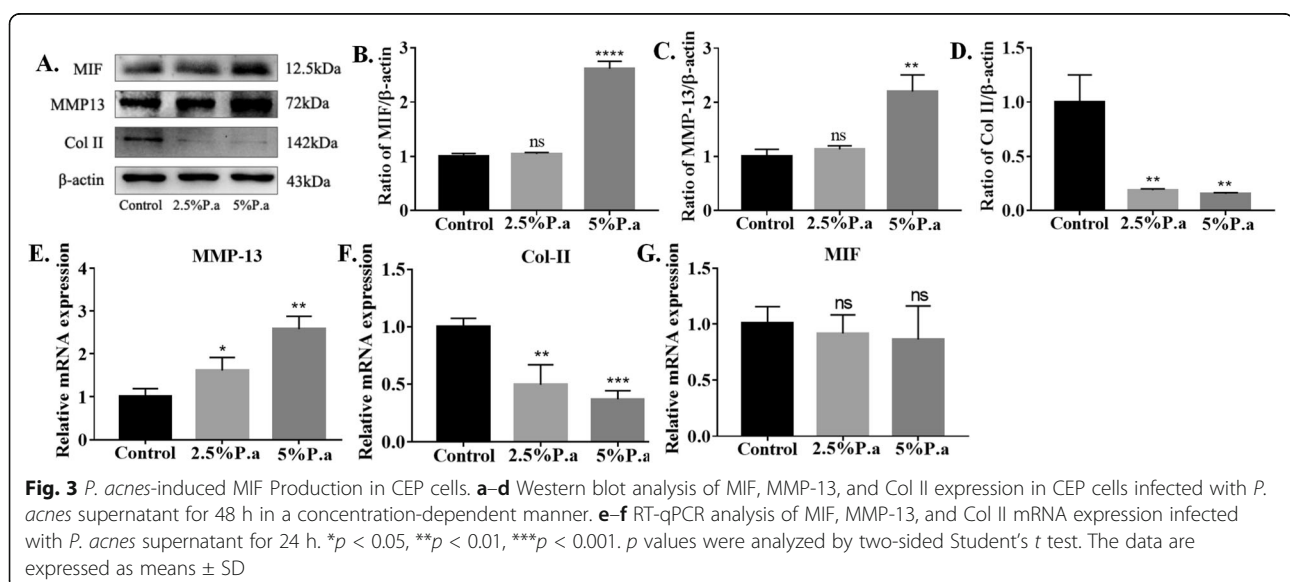 A.
MIF
12.5kDa
MMP13
72kDa
Col II
142kDa
β-actin
43kDa
Control 2.5%P.a 5%P.a
B.
Ratio of MIF/β-actin
3
2
1
0
ns
****
Control 2.5%P.a 5%P.a
C.
Ratio of MMP-13/β-actin
3
2
1
0
ns
**
Control 2.5%P.a 5%P.a
D.
Ratio of Col II/β-actin
1.5
1.0
0.5
0.0
**
**
Control 2.5%P.a 5%P.a
E.
MMP-13
Relative mRNA expression
4
3
2
1
0
*
**
Control 2.5%P.a 5%P.a
F.
Col-II
Relative mRNA expression
1.5
1.0
0.5
0.0
**
***
Control 2.5%P.a 5%P.a
G.
MIF
Relative mRNA expression
1.5
1.0
0.5
0.0
ns
ns
Control 2.5%P.a 5%P.a
Fig. 3 P. acnes-induced MIF Production in CEP cells. a–d Western blot analysis of MIF, MMP-13, and Col II expression in CEP cells infected with P.
acnes supernatant for 48 h in a concentration-dependent manner. e–f RT-qPCR analysis of MIF, MMP-13, and Col II mRNA expression infected
with P. acnes supernatant for 24 h. *p < 0.05, **p < 0.01, ***p < 0.001. p values were analyzed by two-sided Student's t test. The data are
expressed as means ± SD